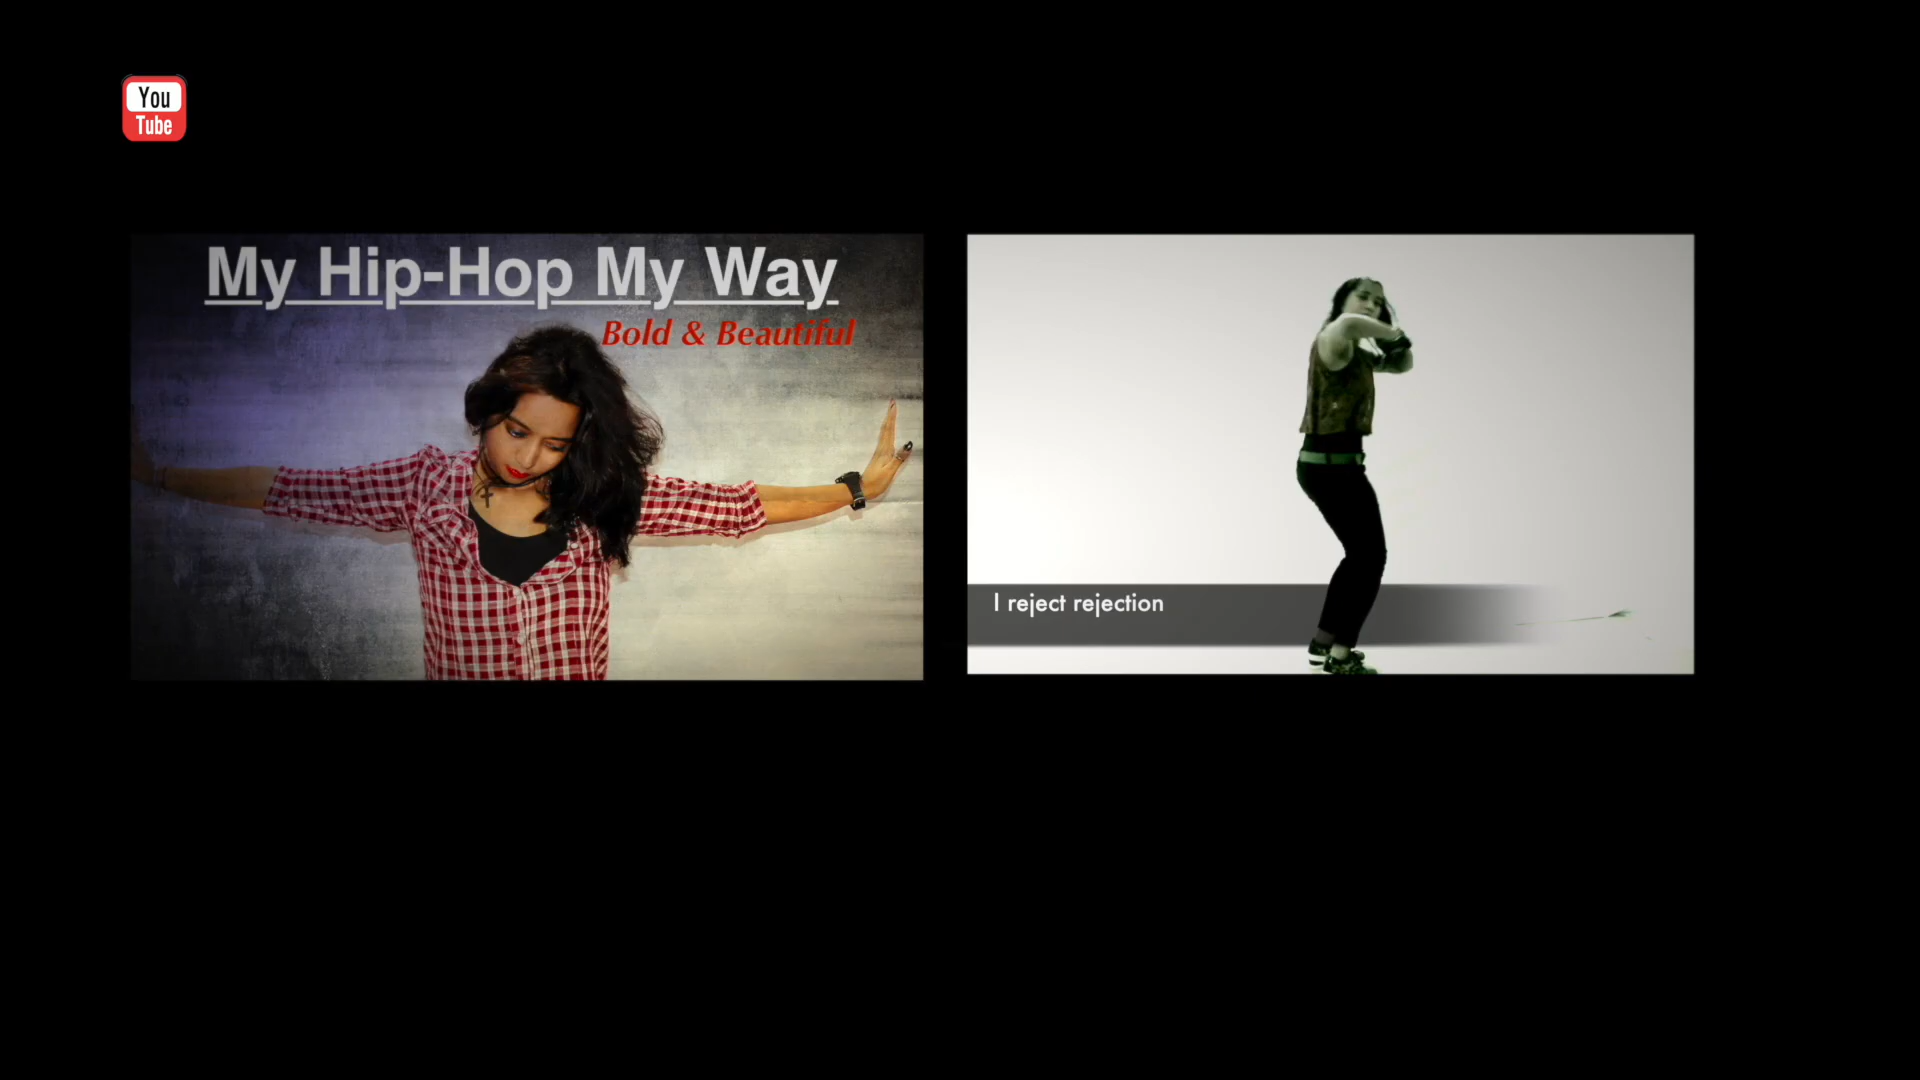 You
Tube
My Hip-Hop My Way
Bold & Beautiful
I reject rejection